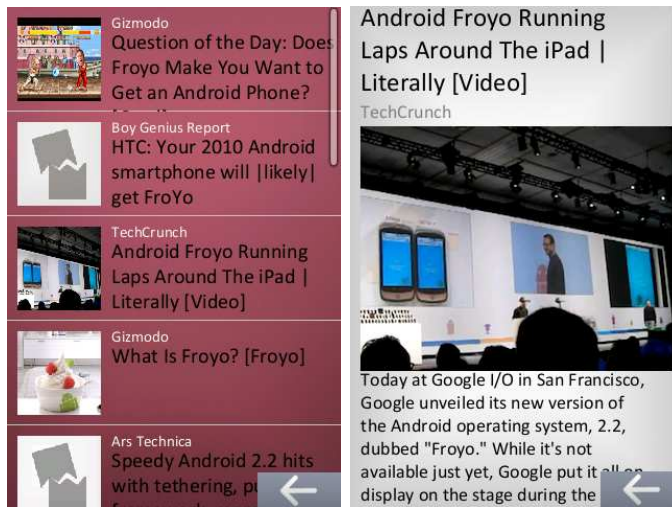 Gizmodo
Question of the Day: Does
Froyo Make You Want to
Get an Android Phone?
Boy Genius Report
HTC: Your 2010 Android
smartphone will |likely|
get FroYo
TechCrunch
Android Froyo Running
Laps Around The iPad |
Literally [Video]
Gizmodo
What Is Froyo? [Froyo]
Ars Technica
Speedy Android 2.2 hits
with tethering,
Android Froyo Running
Laps Around The iPad |
Literally [Video]
TechCrunch
Today at Google I/O in San Francisco,
Google unveiled its new version of
the Android operating system, 2.2,
dubbed "Froyo." While it's not
available just yet, Google put it all on
display on the stage during the